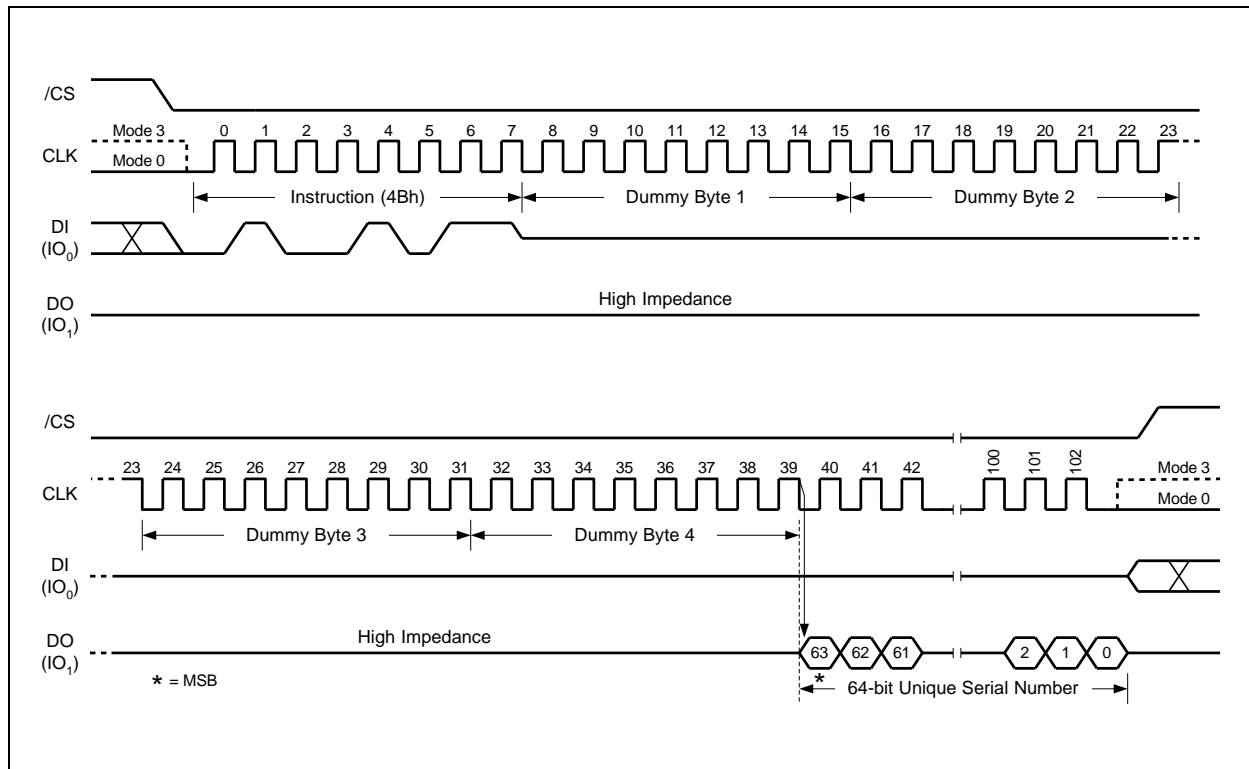 /CS
Mode 3 0 1 2 3 4 5 6 7 8 9 10 11 12 13 14 15 16 17 18 19 20 21 22 23
CLK
Mode 0
Instruction (4Bh) Dummy Byte 1 Dummy Byte 2
DI
(IO0)
High Impedance
DO
(IO1)
/CS
23 24 25 26 27 28 29 30 31 32 33 34 35 36 37 38 39 40 41 42 100 101 102 Mode 3
CLK
Mode 0
Dummy Byte 3 Dummy Byte 4
DI
(IO0)
High Impedance
DO
(IO1)
63 62 61 2 1 0
* = MSB
* 64-bit Unique Serial Number